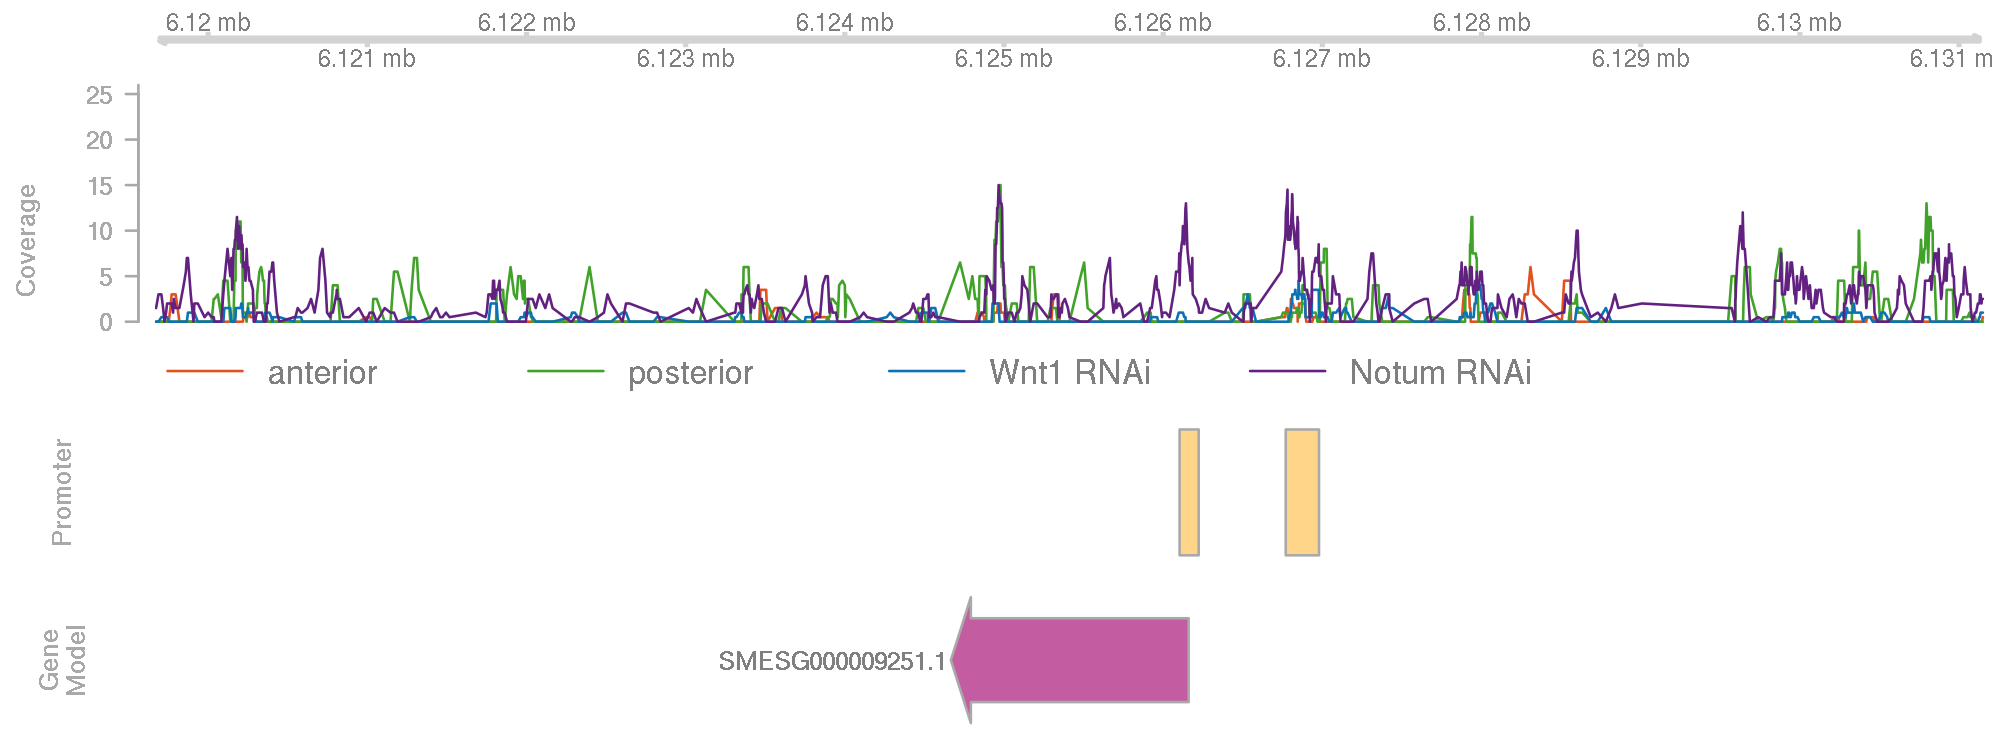 6.12 mb 6.122 mb 6.124 mb 6.126 mb 6.128 mb 6.13 mb
6.121 mb 6.123 mb 6.125 mb 6.127 mb 6.129 mb 6.131 m
25
20
15
10
5
0
Coverage
anterior posterior Wnt1 RNAi Notum RNAi
Promoter
Gene
Model
SMESG000009251.1